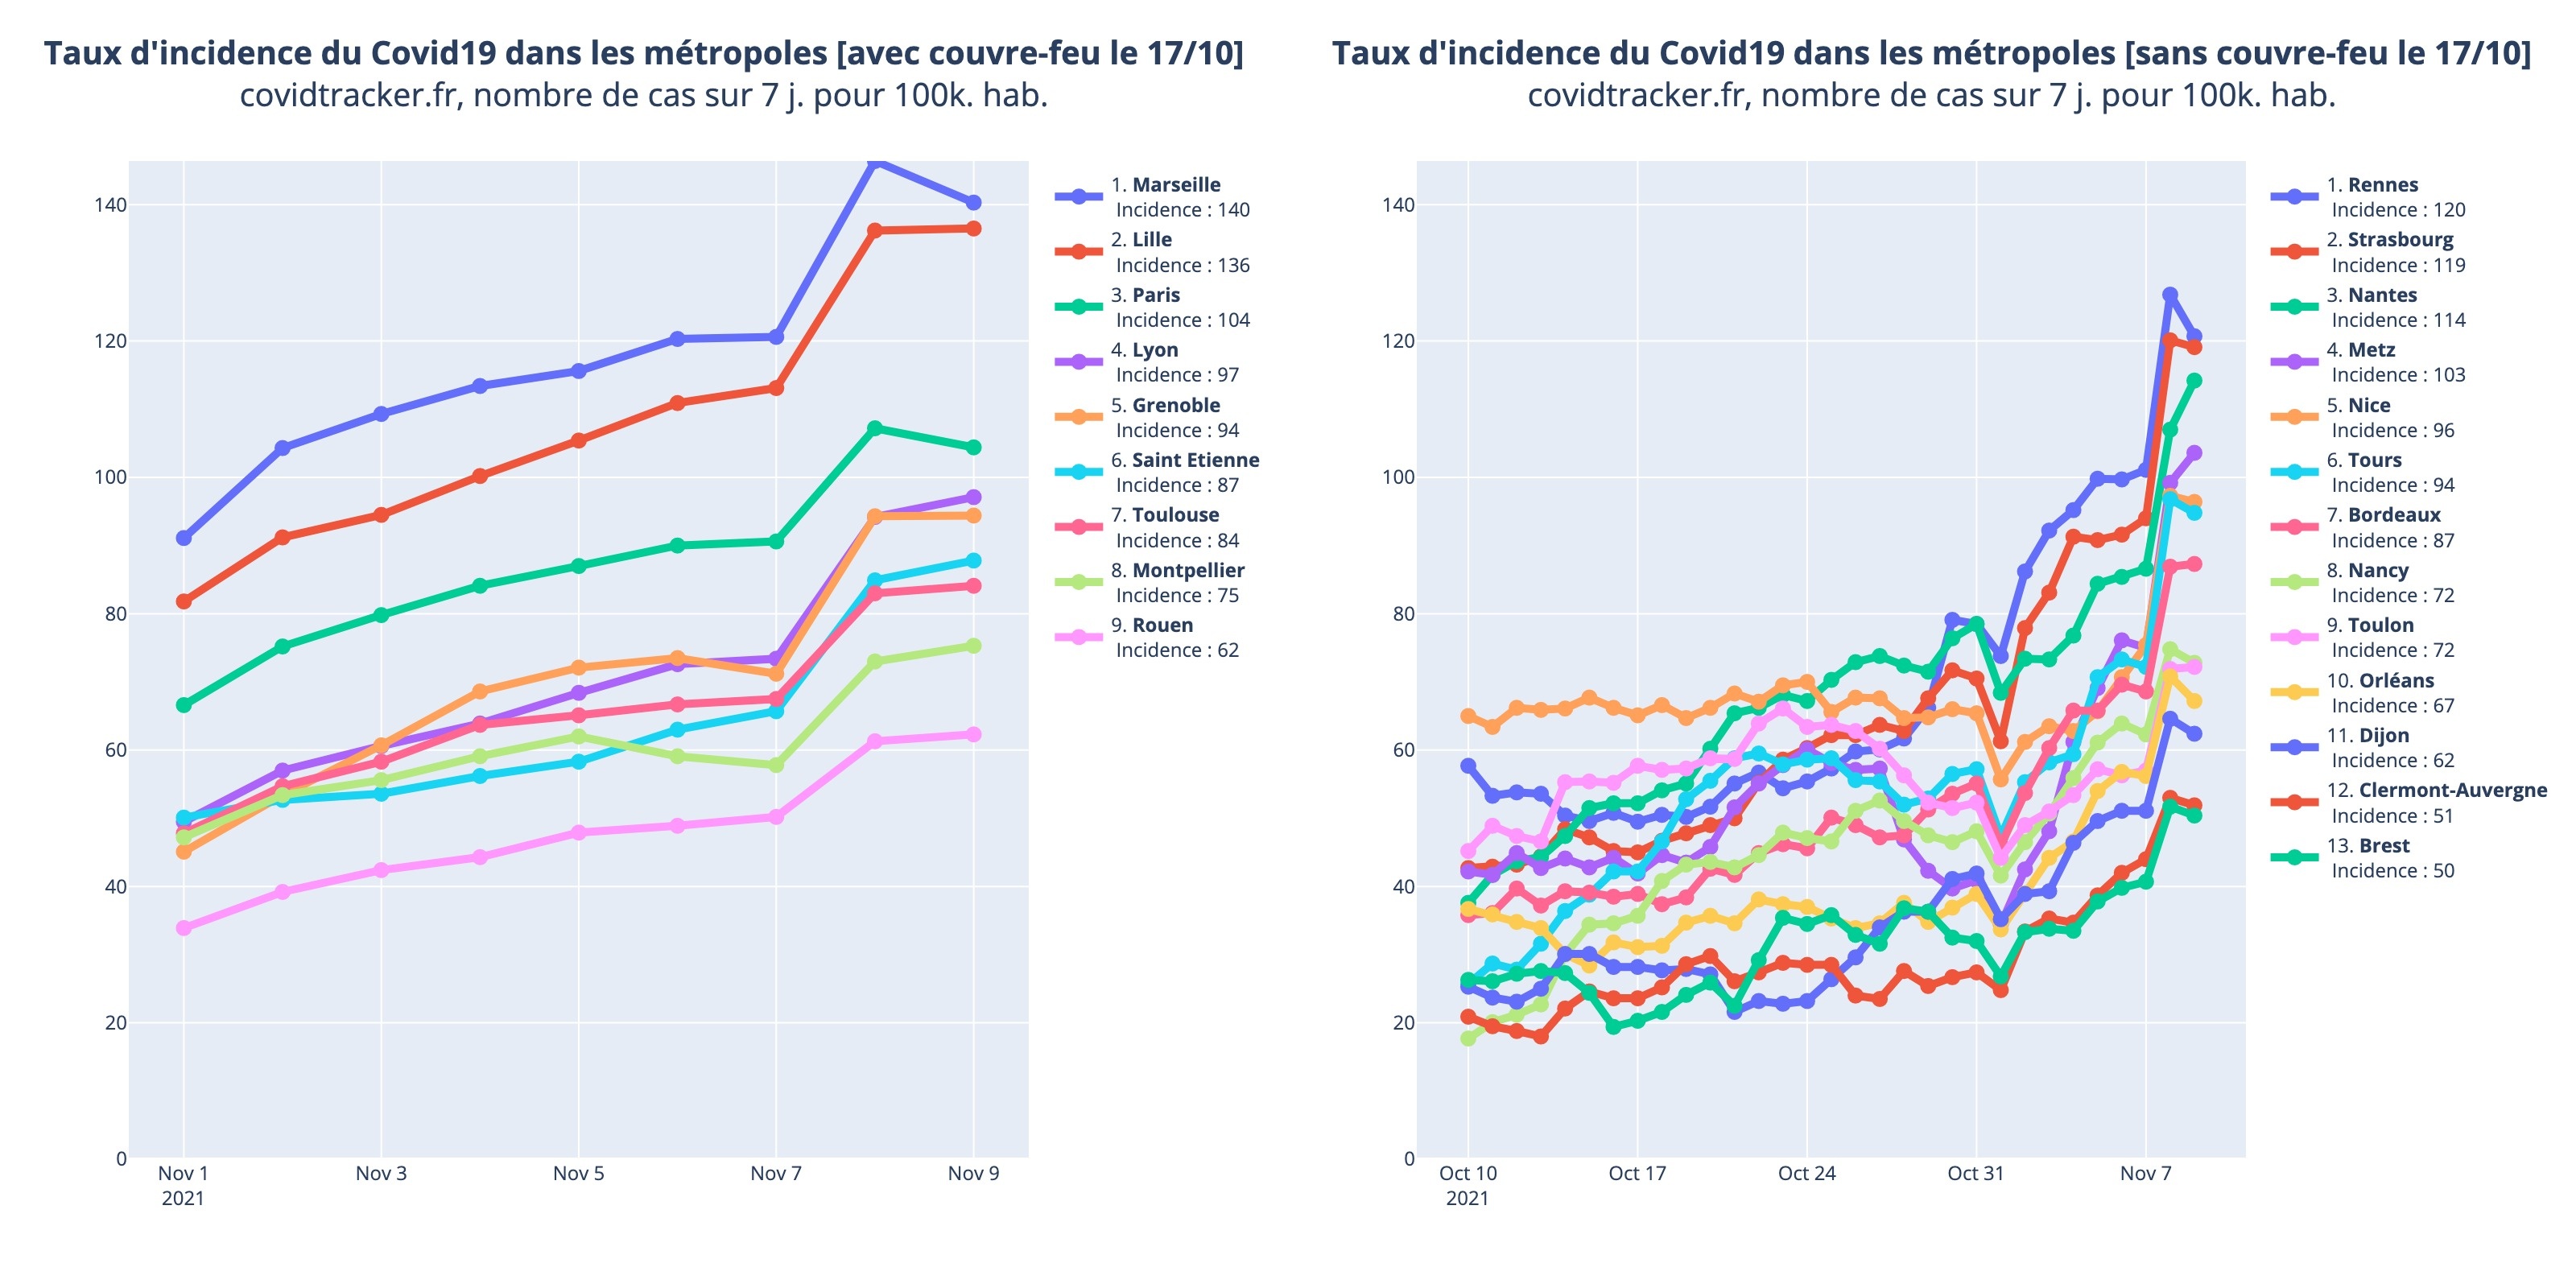 Taux d'incidence du Covid19 dans les métropoles [avec couvre-feu le 17/10]
covidtracker.fr, nombre de cas sur 7 j. pour 100k. hab.
140
120
100
80
60
40
20
0
Nov 1
2021
Nov 3
Nov 5
Nov 7
Nov 9
1. Marseille
Incidence : 140
2. Lille
Incidence : 136
3. Paris
Incidence : 104
4. Lyon
Incidence : 97
5. Grenoble
Incidence : 94
6. Saint Etienne
Incidence : 87
7. Toulouse
Incidence : 84
8. Montpellier
Incidence : 75
9. Rouen
Incidence : 62
Taux d'incidence du Covid19 dans les métropoles [sans couvre-feu le 17/10]
covidtracker.fr, nombre de cas sur 7 j. pour 100k. hab.
140
120
100
80
60
40
20
0
Oct 10
2021
Oct 17
Oct 24
Oct 31
Nov 7
1. Rennes
Incidence : 120
2. Strasbourg
Incidence : 119
3. Nantes
Incidence : 114
4. Metz
Incidence : 103
5. Nice
Incidence : 96
6. Tours
Incidence : 94
7. Bordeaux
Incidence : 87
8. Nancy
Incidence : 72
9. Toulon
Incidence : 72
10. Orléans
Incidence : 67
11. Dijon
Incidence : 62
12. Clermont-Auvergne
Incidence : 51
13. Brest
Incidence : 50